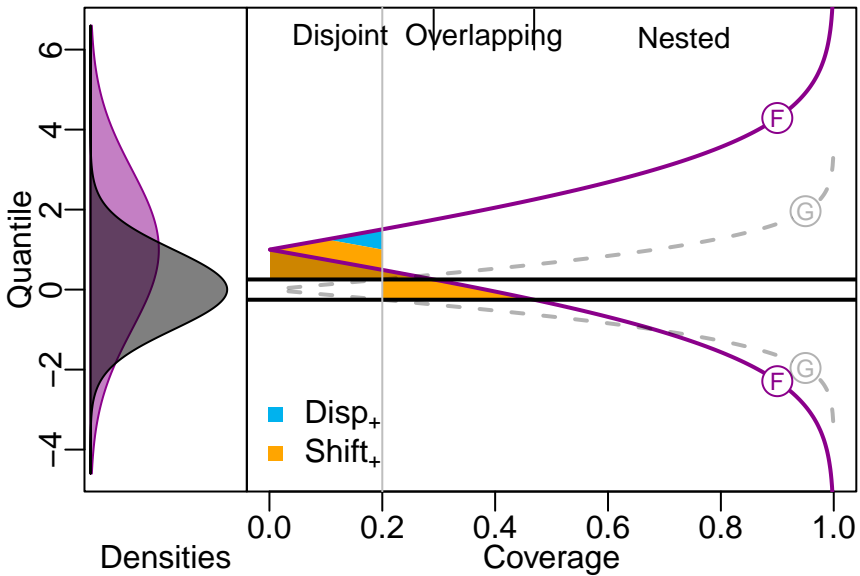 Disjoint Overlapping Nested
Quantile
6
4
2
0
−2
−4
F
G
G
F
Disp+
Shift+
0.0 0.2 0.4 0.6 0.8 1.0
Densities Coverage